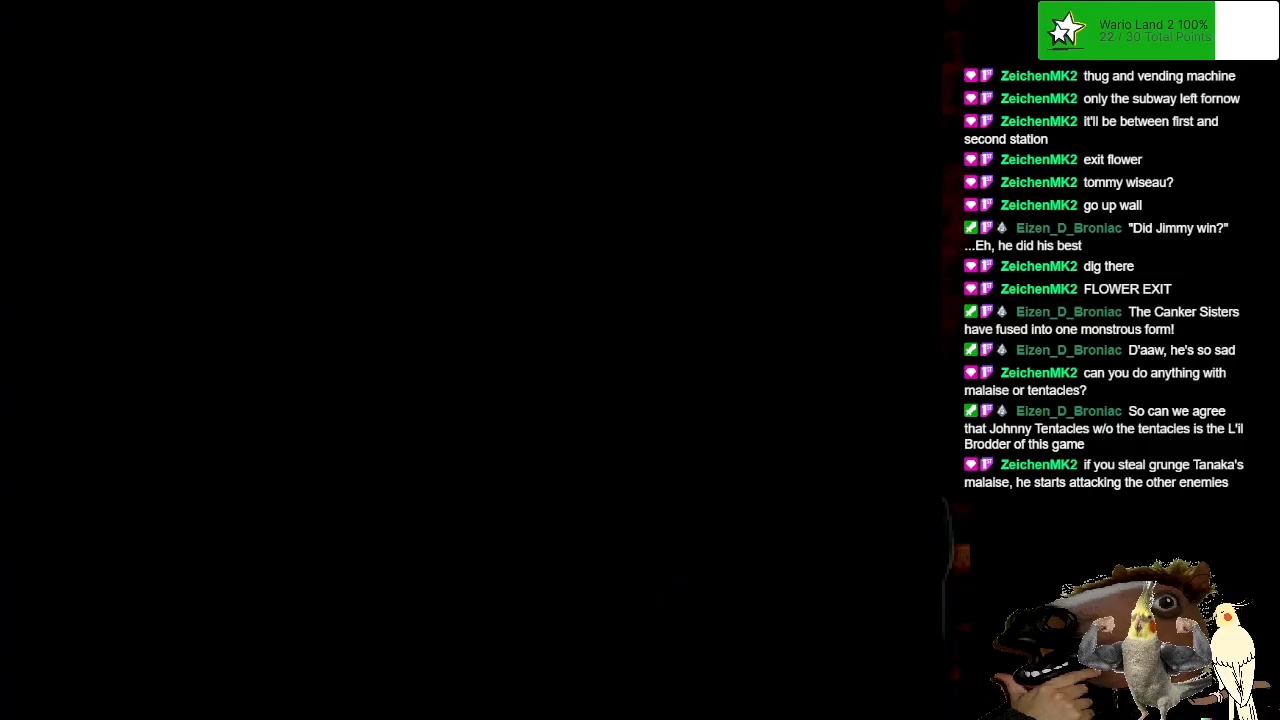 Wario Land 2 100%
22 / 30 Total Points
ZeichenMK2 thug and vending machine
ZeichenMK2 only the subway left fornow
ZeichenMK2 it'll be between first and
second station
ZeichenMK2 exit flower
ZeichenMK2 tommy wiseau?
ZeichenMK2 go up wall
Eizen_D_Broniac "Did Jimmy win?"
...Eh, he did his best
ZeichenMK2 dig there
ZeichenMK2 FLOWER EXIT
Eizen_D_Broniac The Canker Sisters
have fused into one monstrous form!
Eizen_D_Broniac D'aaw, he's so sad
ZeichenMK2 can you do anything with
malaise or tentacles?
Eizen_D_Broniac So can we agree
that Johnny Tentacles w/o the tentacles is the L'il
Brodder of this game
ZeichenMK2 if you steal grunge Tanaka's
malaise, he starts attacking the other enemies